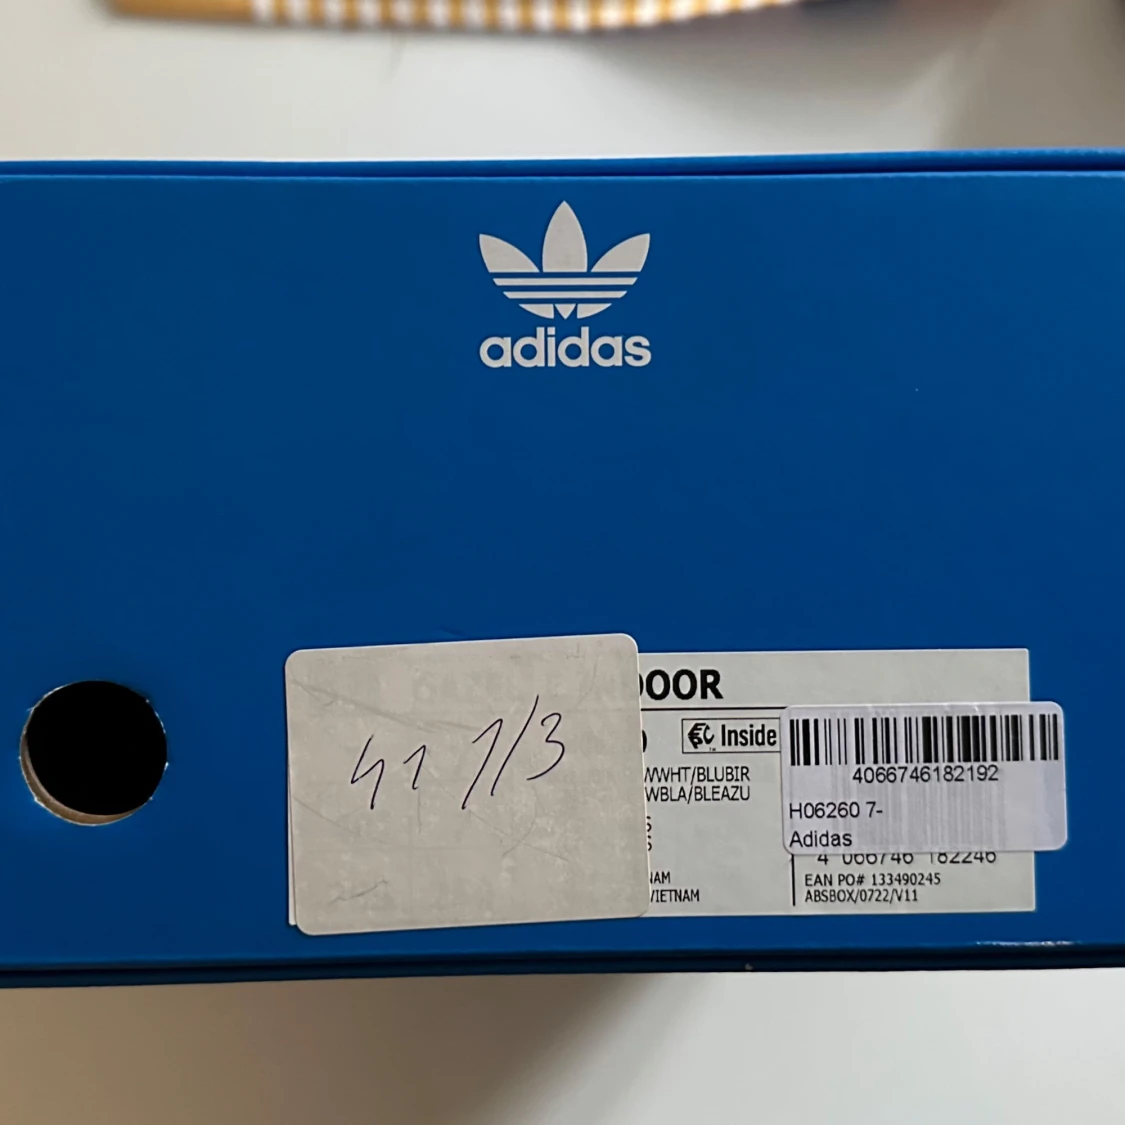 adidas
41 1/3
OOR
Inside
WWHT/BLUBIR
WBLA/BLEAZU
NAM
VIETNAM
4066746182192
H06260 7-
Adidas
4 066746 182246
EAN PO# 133490245
ABSBOX/0722/V11